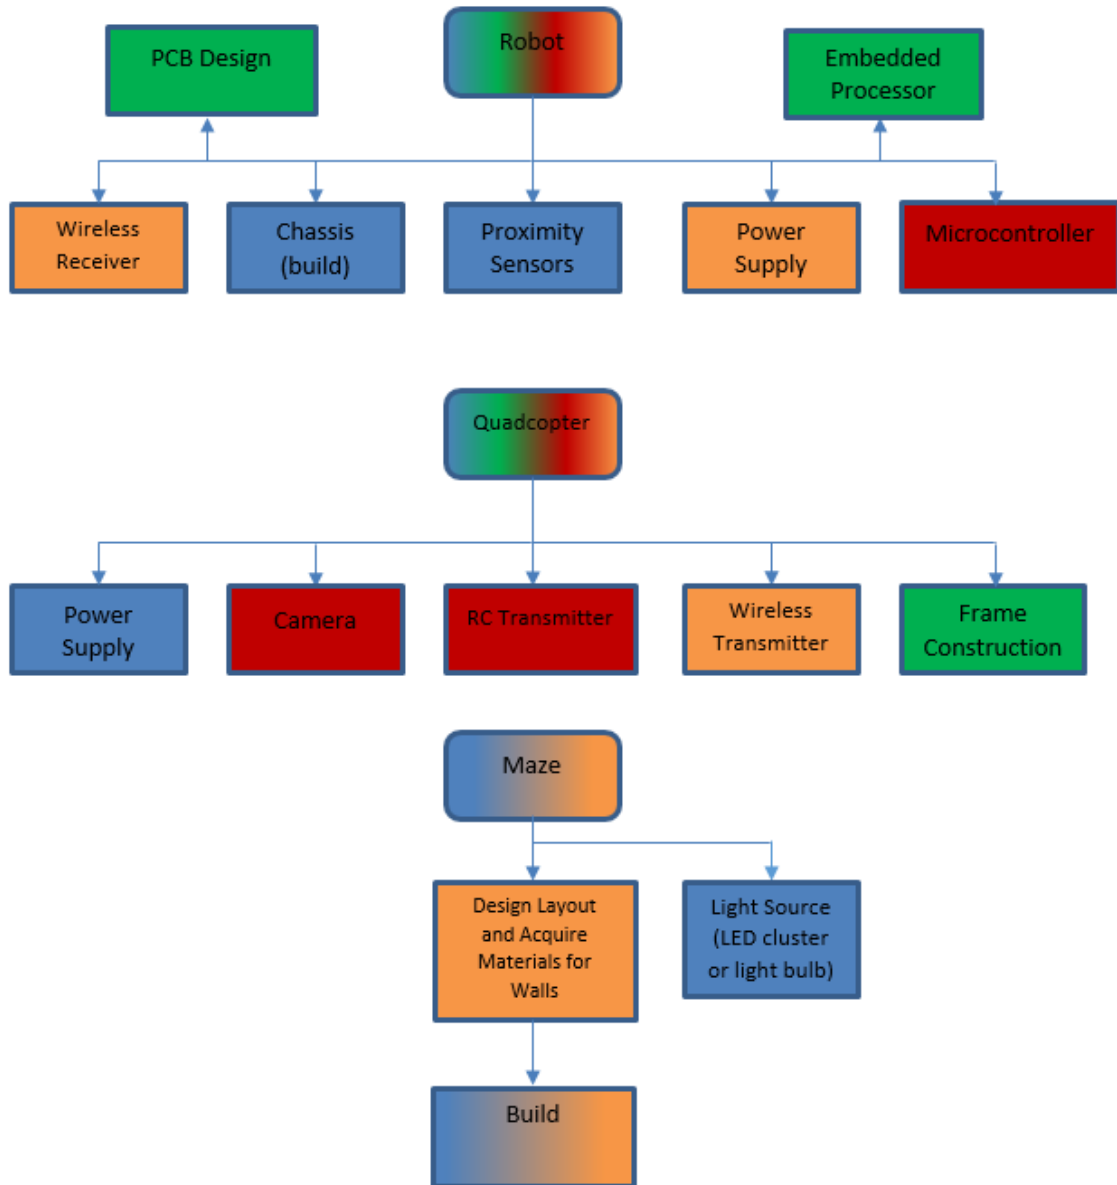 Robot
PCB Design
Embedded
Processor
Wireless
Receiver
Chassis
(build)
Proximity
Sensors
Power
Supply
Microcontroller
Quadcopter
Power
Supply
Camera
RC Transmitter
Wireless
Transmitter
Frame
Construction
Maze
Design Layout
and Acquire
Materials for
Walls
Light Source
(LED cluster
or light bulb)
Build